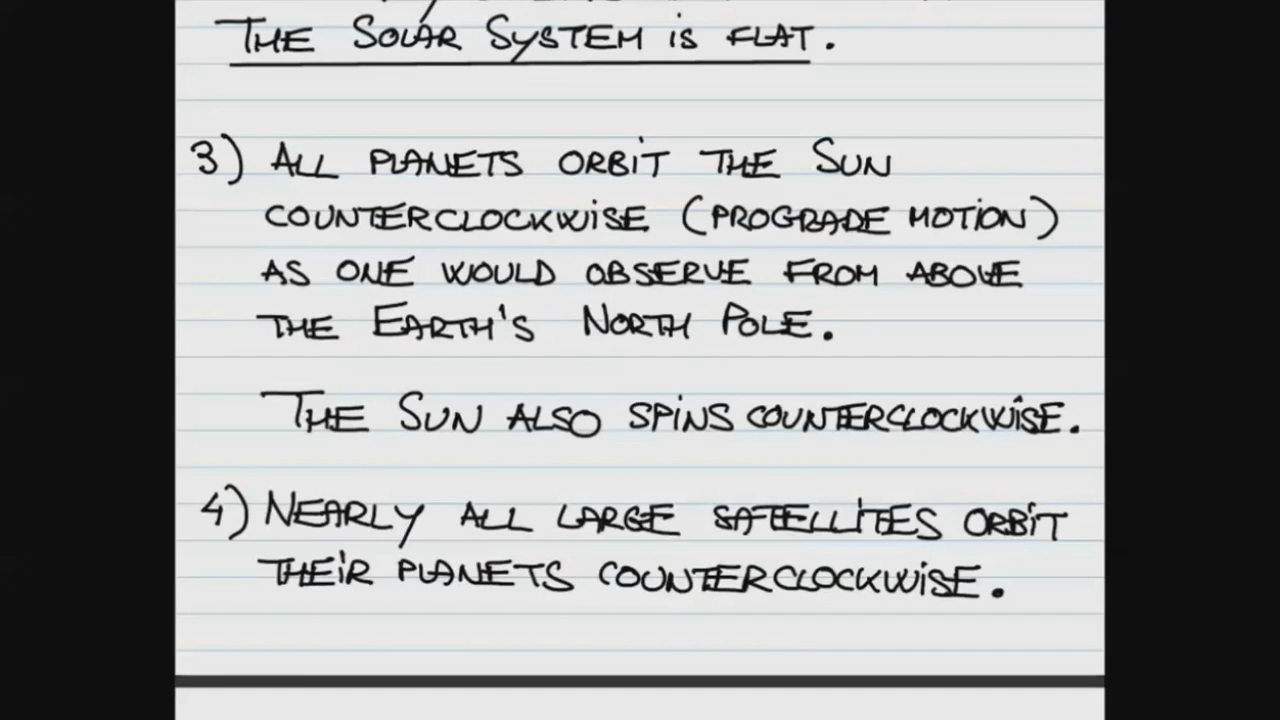 The Solar System is flat.
3) All planets orbit the Sun
counterclockwise (prograde motion)
as one would observe from above
the Earth's North Pole.
The Sun also spins counterclockwise.
4) Nearly all large satellites orbit
their planets counterclockwise.